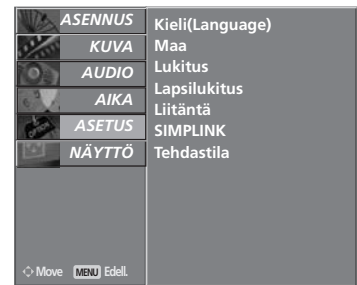 ASENNUS
KUVA
AUDIO
AIKA
ASETUS
NÄYTTÖ
Kieli(Language)
Maa
Lukitus
Lapsilukitus
Liitäntä
SIMPLINK
Tehdastila
Move MENU Edell.